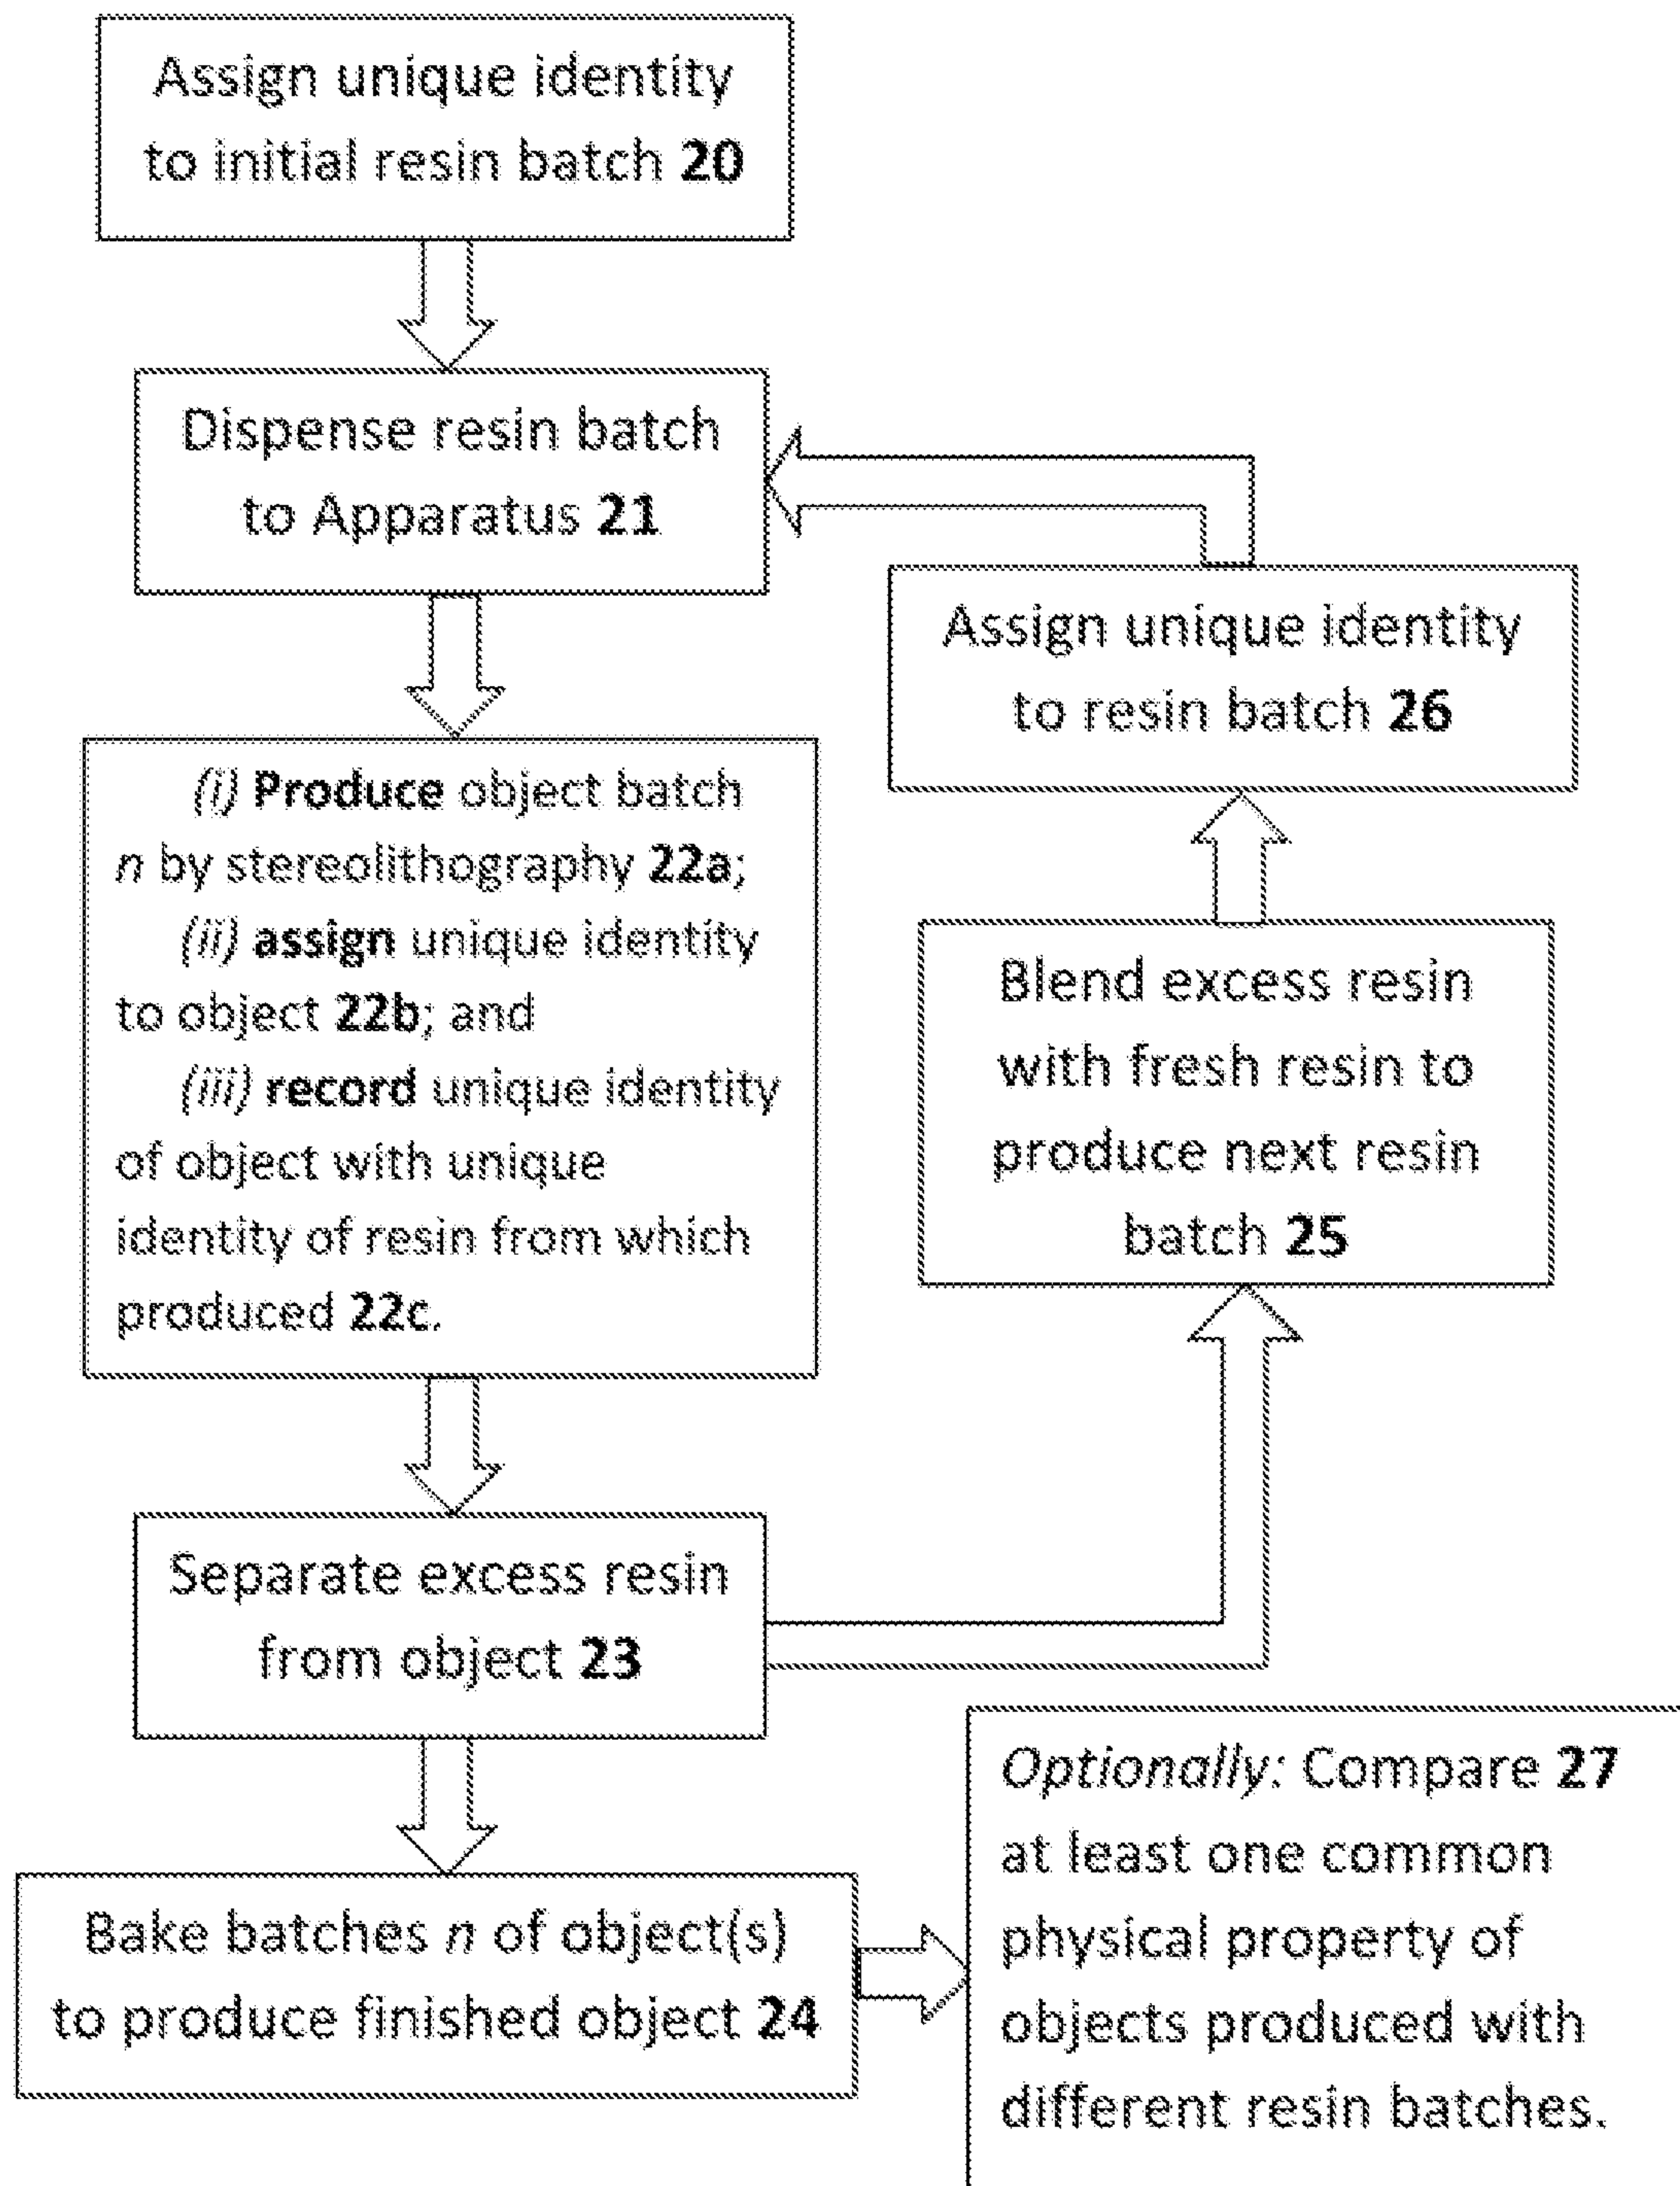 Assign unique identity
to initial resin batch 20
Dispense resin batch
to Apparatus 21
(i) Produce object batch
n by stereolithography 22a;
(ii) assign unique identity
to object 22b; and
(iii) record unique identity
of object with unique
identity of resin from which
produced 22c.
Separate excess resin
from object 23
Bake batches n of object(s)
to produce finished object 24
Blend excess resin
with fresh resin to
produce next resin
batch 25
Assign unique identity
to resin batch 26
Optionally: Compare 27
at least one common
physical property of
objects produced with
different resin batches.